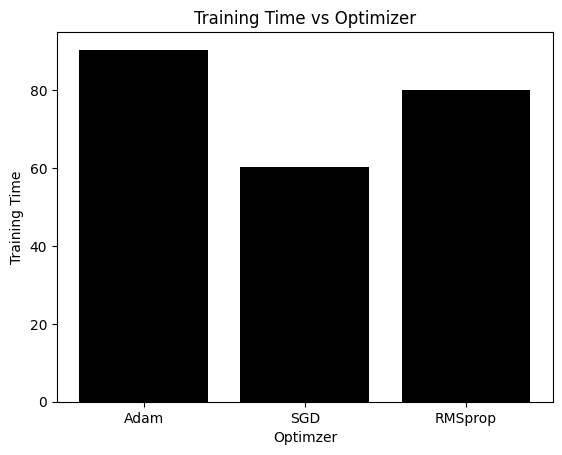 Training Time vs Optimizer
Training Time
80
60
40
20
0
Adam SGD RMSprop
Optimzer